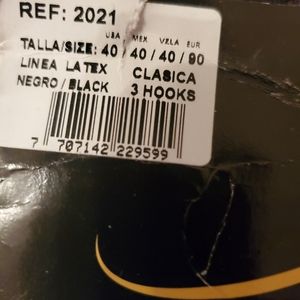 REF: 2021
USA MEX VZLA EUR
TALLA/SIZE: 40 / 40 / 40 / 90
LINEA LATEX CLASICA
NEGRO/BLACK 3 HOOKS
7 707142 229599